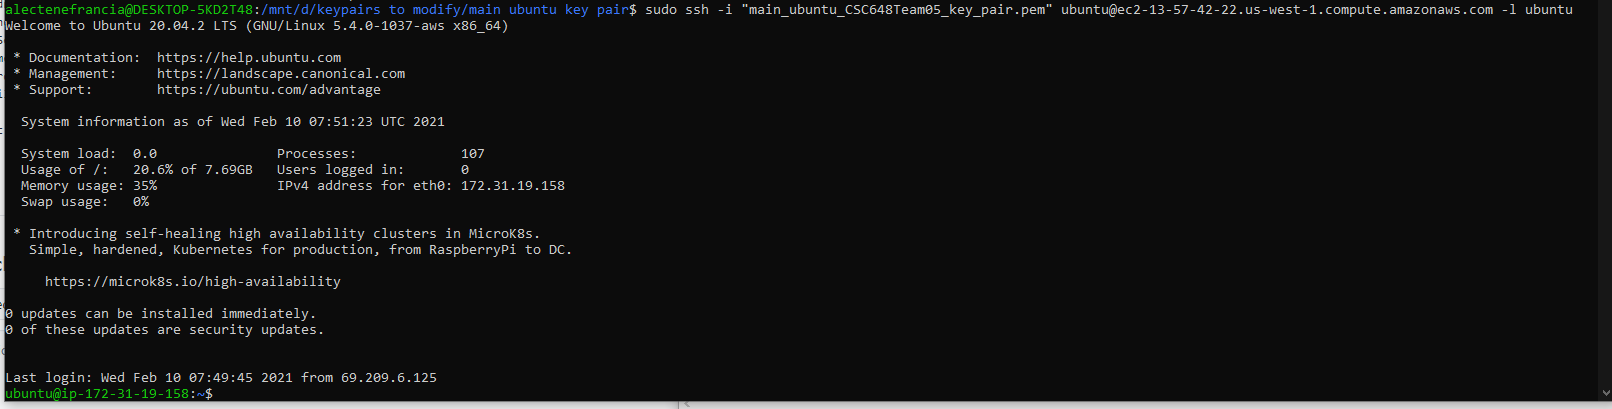 alectenefrancia@DESKTOP-5KD2T48:/mnt/d/keypairs to modify/main ubuntu key pair$ sudo ssh -i "main_ubuntu_CSC648Team05_key_pair.pem" ubuntu@ec2-13-57-42-22.us-west-1.compute.amazonaws.com -l ubuntu
Welcome to Ubuntu 20.04.2 LTS (GNU/Linux 5.4.0-1037-aws x86_64)
* Documentation:  https://help.ubuntu.com
* Management:     https://landscape.canonical.com
* Support:        https://ubuntu.com/advantage
System information as of Wed Feb 10 07:51:23 UTC 2021
System load:  0.0               Processes:             107
Usage of /:   20.6% of 7.69GB   Users logged in:       0
Memory usage: 35%               IPv4 address for eth0: 172.31.19.158
Swap usage:   0%
* Introducing self-healing high availability clusters in MicroK8s.
Simple, hardened, Kubernetes for production, from RaspberryPi to DC.
https://microk8s.io/high-availability
0 updates can be installed immediately.
0 of these updates are security updates.
Last login: Wed Feb 10 07:49:45 2021 from 69.209.6.125
ubuntu@ip-172-31-19-158:~$